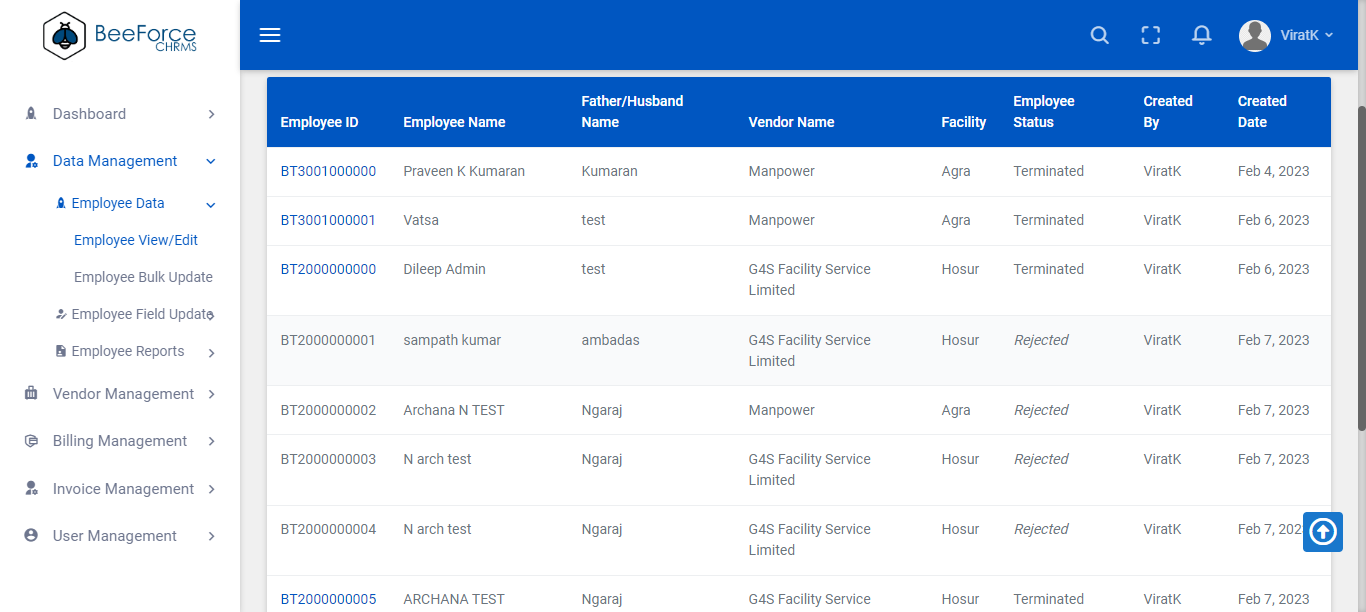 BeeForce
CHRMS
ViratK
Dashboard
Data Management
Employee Data
Employee View/Edit
Employee Bulk Update
Employee Field Update
Employee Reports
Vendor Management
Billing Management
Invoice Management
User Management
Employee ID Employee Name Father/Husband Name Vendor Name Facility Employee Status Created By Created Date
BT3001000000 Praveen K Kumaran Kumaran Manpower Agra Terminated ViratK Feb 4, 2023
BT3001000001 Vatsa test Manpower Agra Terminated ViratK Feb 6, 2023
BT2000000000 Dileep Admin test G4S Facility Service Hosur Terminated ViratK Feb 6, 2023
Limited
BT2000000001 sampath kumar ambadas G4S Facility Service Hosur Rejected ViratK Feb 7, 2023
Limited
BT2000000002 Archana N TEST Ngaraj Manpower Agra Rejected ViratK Feb 7, 2023
BT2000000003 N arch test Ngaraj G4S Facility Service Hosur Rejected ViratK Feb 7, 2023
Limited
BT2000000004 N arch test Ngaraj G4S Facility Service Hosur Rejected ViratK Feb 7, 202
Limited
BT2000000005 ARCHANA TEST Ngaraj G4S Facility Service Hosur Terminated ViratK Feb 7, 2023